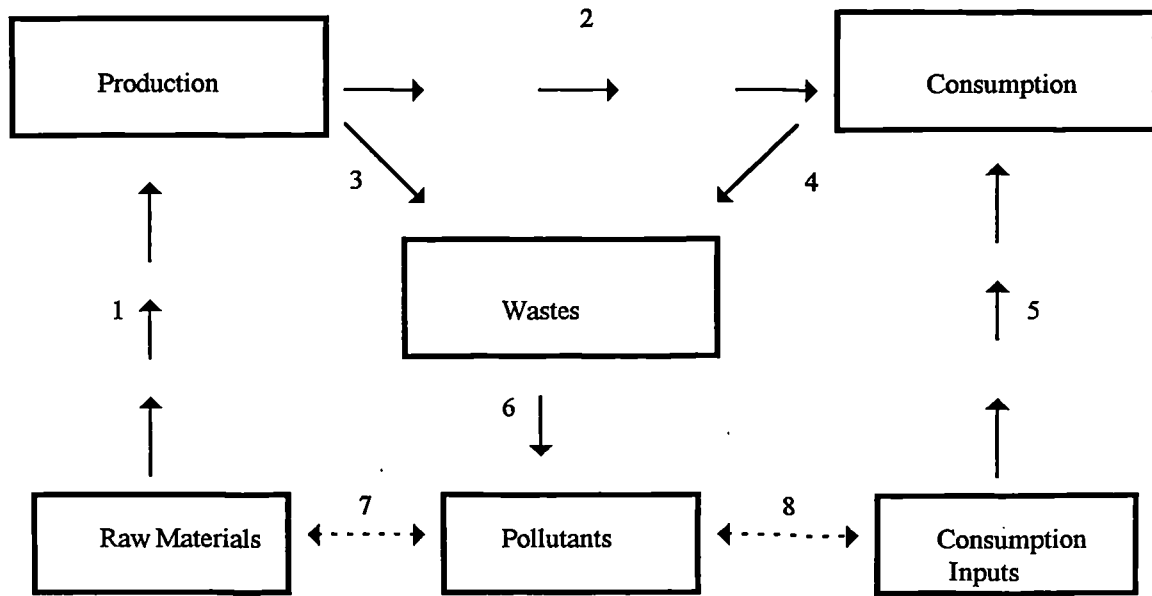 2
Production
Consumption
3
4
1
Wastes
5
6
7
8
Raw Materials
Pollutants
Consumption
Inputs